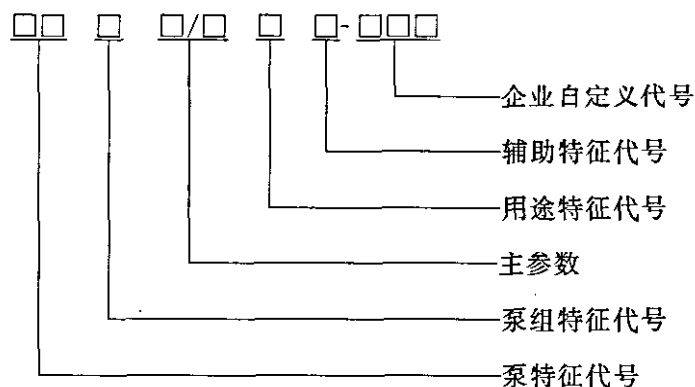 □□ □ □/□ □ □-□□□
企业自定义代号
辅助特征代号
用途特征代号
主参数
泵组特征代号
泵特征代号